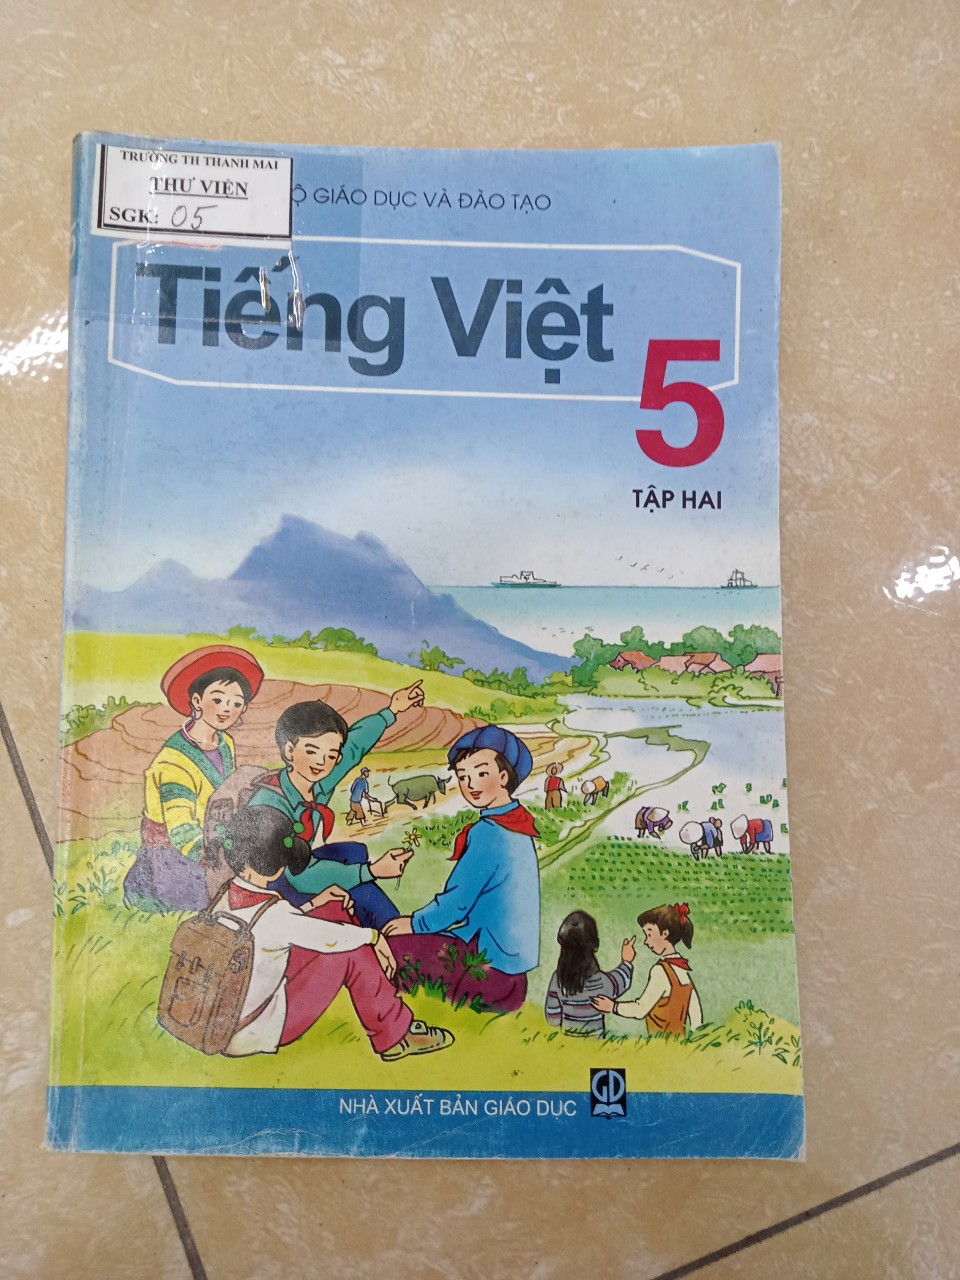 TRƯỜNG TH THANH MAI
THƯ VIỆN
SGK: 05
Ộ GIÁO DỤC VÀ ĐÀO TẠO
Tiếng Việt
5
TẬP HAI
NHÀ XUẤT BẢN GIÁO DỤC
GD